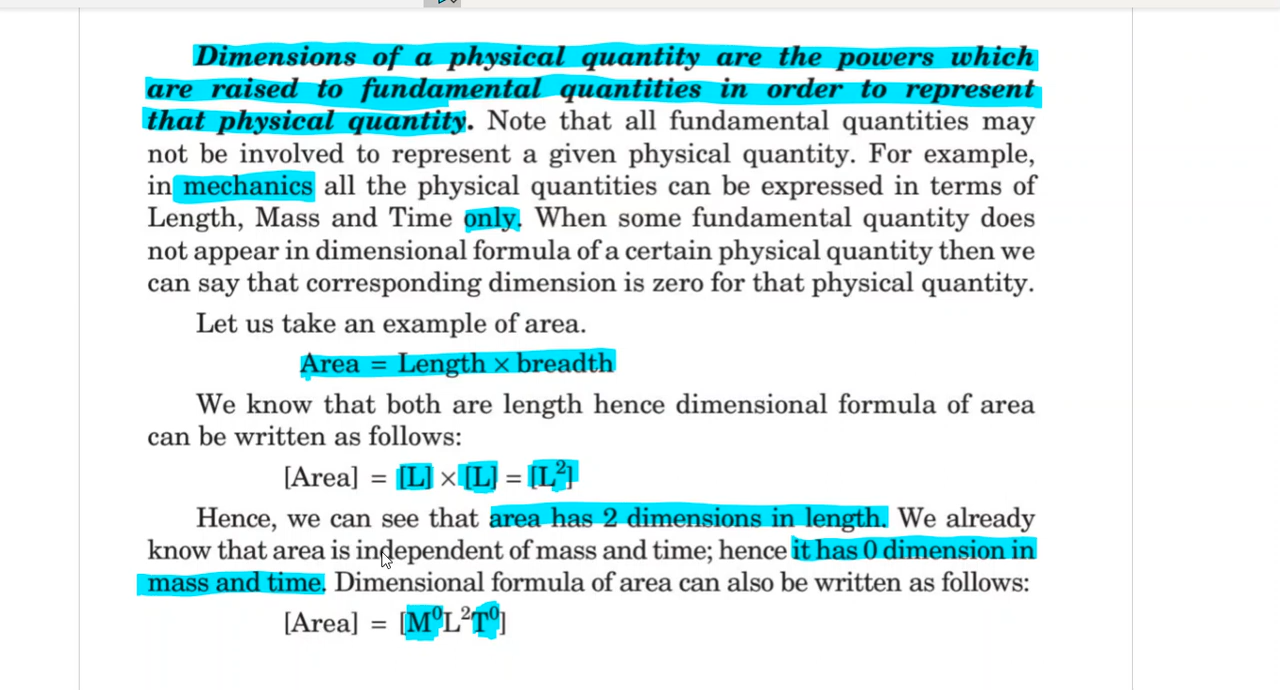 Dimensions of a physical quantity are the powers which
are raised to fundamental quantities in order to represent
that physical quantity. Note that all fundamental quantities may
not be involved to represent a given physical quantity. For example,
in mechanics all the physical quantities can be expressed in terms of
Length, Mass and Time only. When some fundamental quantity does
not appear in dimensional formula of a certain physical quantity then we
can say that corresponding dimension is zero for that physical quantity.
Let us take an example of area.
Area = Length × breadth
We know that both are length hence dimensional formula of area
can be written as follows:
[Area] = [L] × [L] = [L²]
Hence, we can see that area has 2 dimensions in length. We already
know that area is independent of mass and time; hence it has 0 dimension in
mass and time. Dimensional formula of area can also be written as follows:
[Area] = [M⁰L²T⁰]